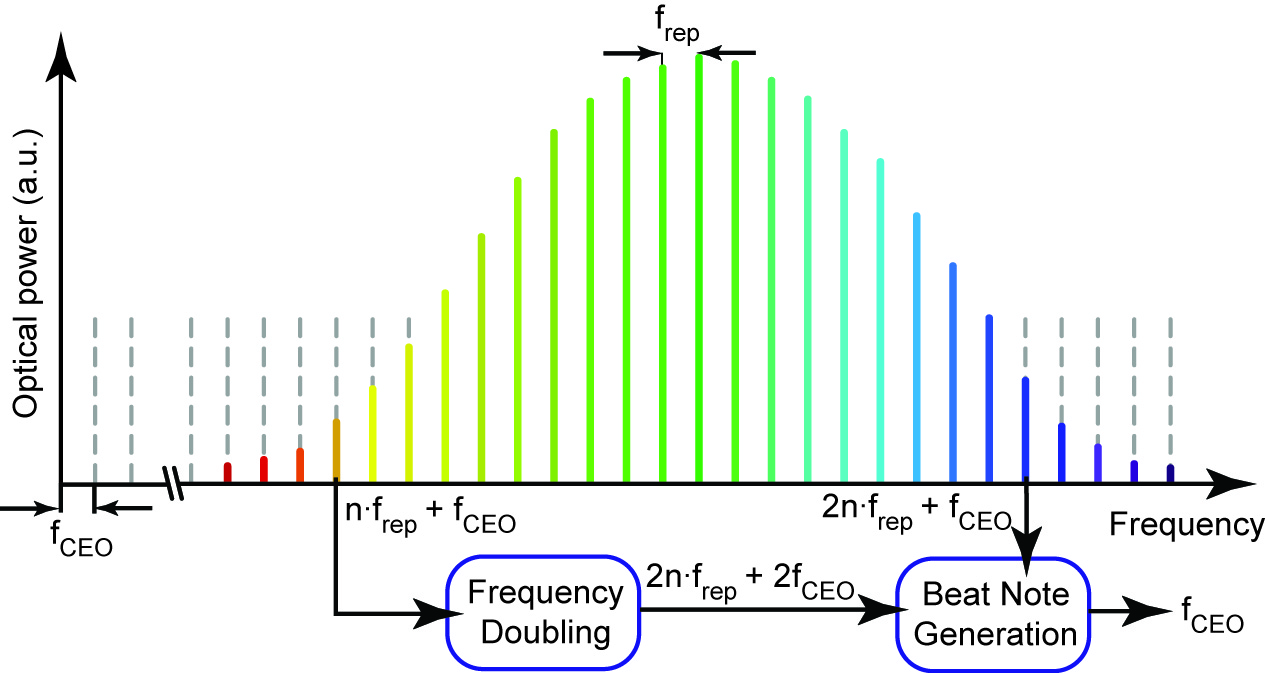 f_rep
Optical power (a.u.)
f_CEO
n·f_rep + f_CEO
2n·f_rep + f_CEO
Frequency
Frequency
Doubling
2n·f_rep + 2f_CEO
Beat Note
Generation
f_CEO